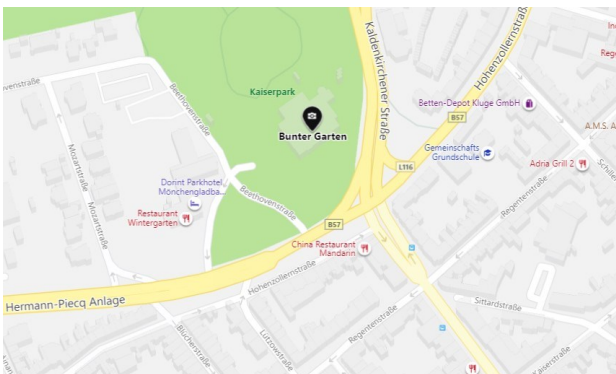 Kaldenkirchener
Straße
Hohenzollernstraße
Kaiserpark
Bunter Garten
Beethovenstraße
Betten-Depot Kluge GmbH
B57
A.M.S. A
Gemeinschafts
Grundschule
L116
Adria Grill 2
Mozartstraße
Mozartstraße
Dorint Parkhotel
Mönchengladba...
Restaurant
Wintergarten
Beethovenstraße
B57
Regentenstraße
China Restaurant
Mandarin
Hermann-Piecq Anlage
Hohenzollernstraße
Blücherstraße
Lützowstraße
Regentenstraße
Sittardstraße
Kaiserstraße